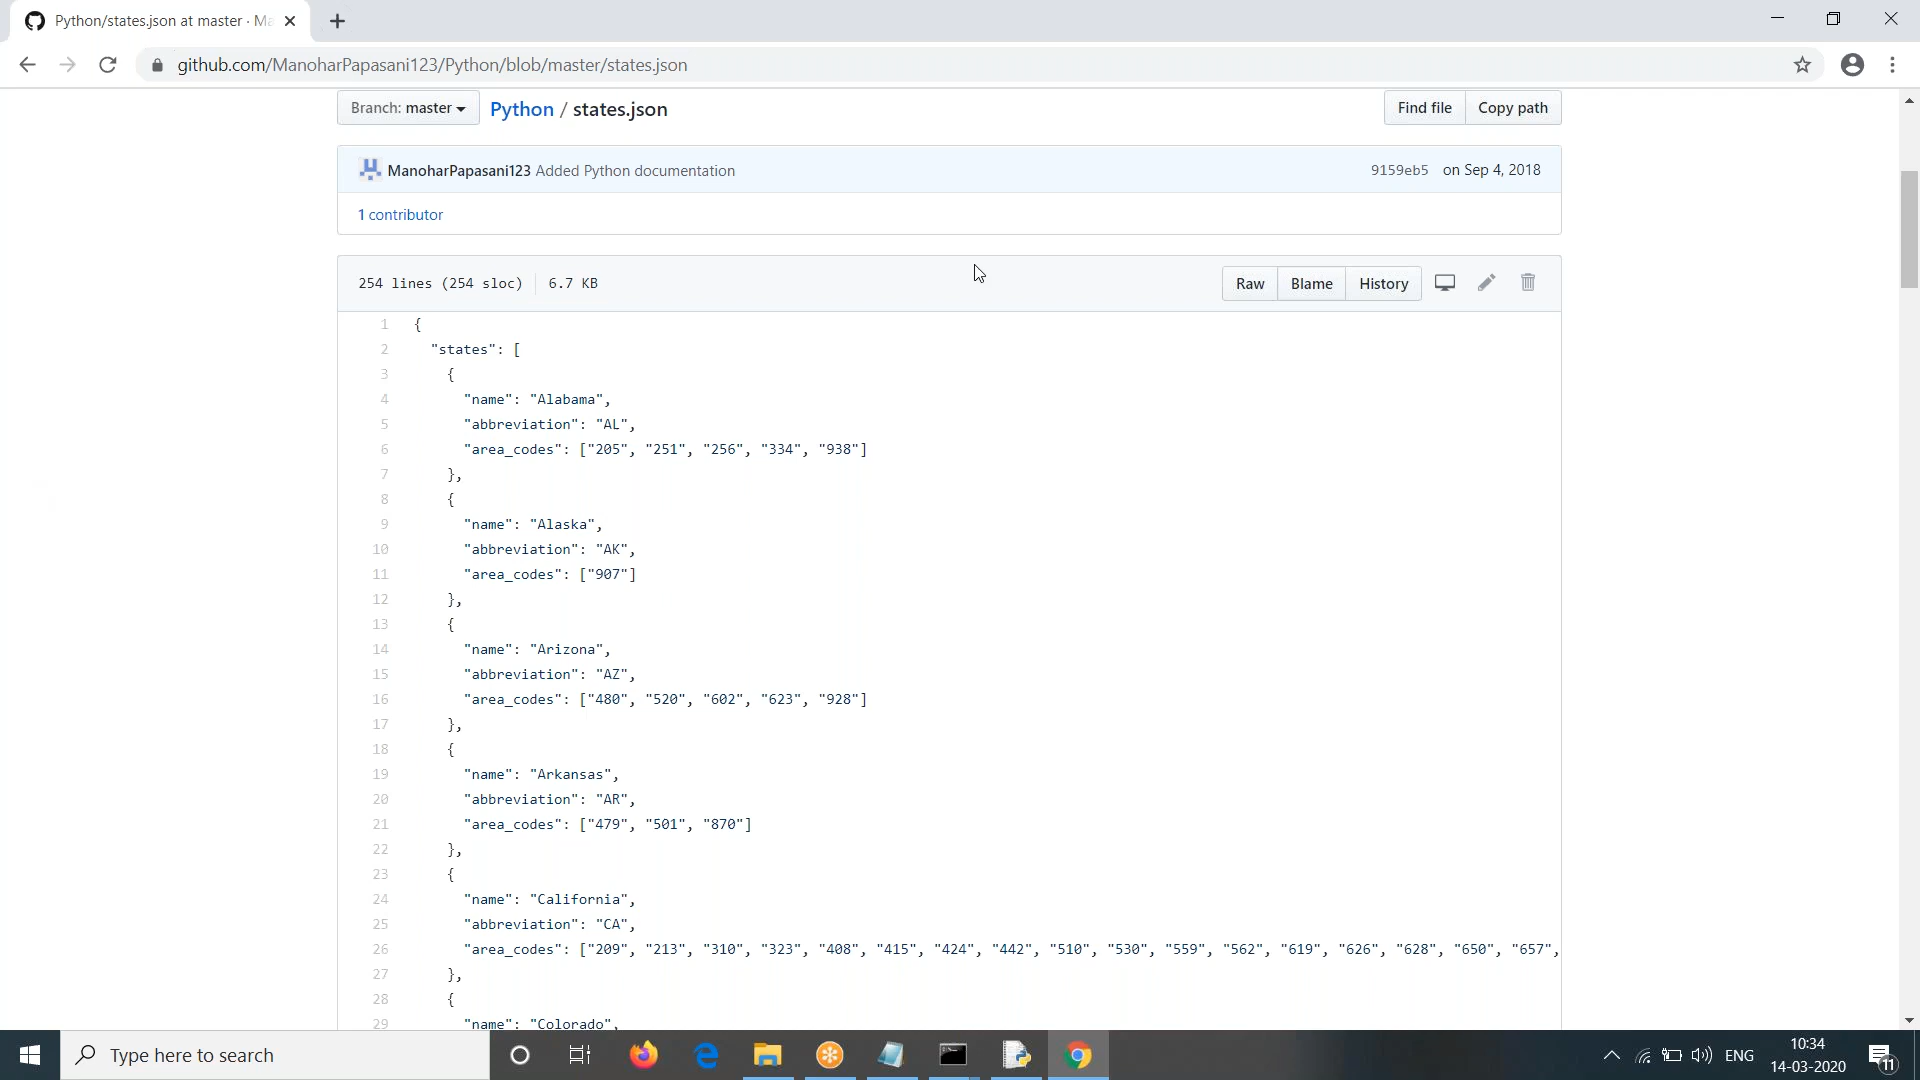 Python/states.json at master · Ma
github.com/ManoharPapasani123/Python/blob/master/states.json
Branch: master
Python / states.json
Find file
Copy path
ManoharPapasani123 Added Python documentation
9159eb5 on Sep 4, 2018
1 contributor
254 lines (254 sloc) 6.7 KB
Raw
Blame
History
1 {
2 "states": [
3 {
4 "name": "Alabama",
5 "abbreviation": "AL",
6 "area_codes": ["205", "251", "256", "334", "938"]
7 },
8 {
9 "name": "Alaska",
10 "abbreviation": "AK",
11 "area_codes": ["907"]
12 },
13 {
14 "name": "Arizona",
15 "abbreviation": "AZ",
16 "area_codes": ["480", "520", "602", "623", "928"]
17 },
18 {
19 "name": "Arkansas",
20 "abbreviation": "AR",
21 "area_codes": ["479", "501", "870"]
22 },
23 {
24 "name": "California",
25 "abbreviation": "CA",
26 "area_codes": ["209", "213", "310", "323", "408", "415", "424", "442", "510", "530", "559", "562", "619", "626", "628", "650", "657",
27 },
28 {
29 "name": "Colorado",
Type here to search
ENG
10:34
14-03-2020
11